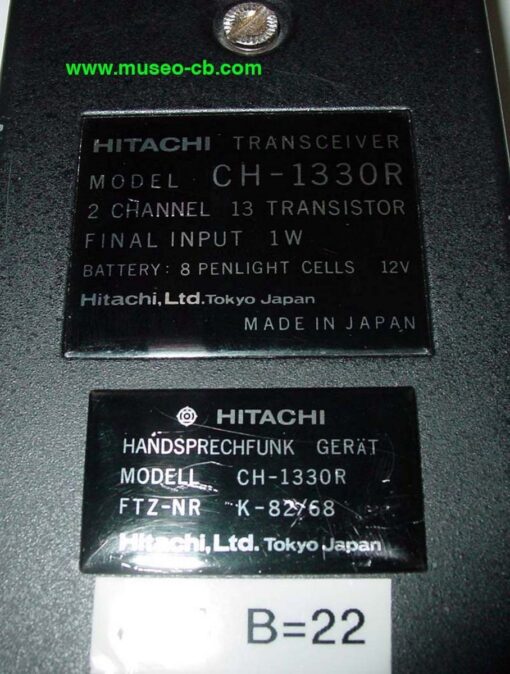 www.museo-cb.com
HITACHI TRANSCEIVER
MODEL CH-1330R
2 CHANNEL 13 TRANSISTOR
FINAL INPUT 1W
BATTERY: 8 PENLIGHT CELLS 12V
Hitachi, Ltd. Tokyo Japan
MADE IN JAPAN
HITACHI
HANDSPRECHFUNK GERÄT
MODELL CH-1330R
FTZ-NR K-82/68
Hitachi, Ltd. Tokyo Japan
B=22